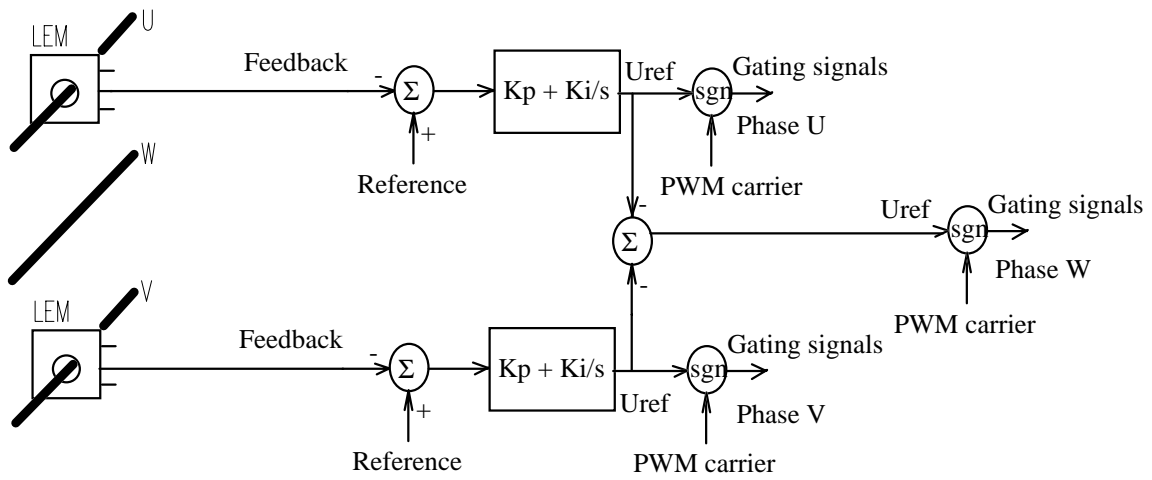 U
LEM
Feedback
-
Σ
+
Reference
Kp + Ki/s
Uref
sgn
Gating signals
Phase U
PWM carrier
W
-
Σ
-
Uref
sgn
Gating signals
Phase W
PWM carrier
V
LEM
Feedback
-
Σ
+
Reference
Kp + Ki/s
Uref
sgn
Gating signals
Phase V
PWM carrier